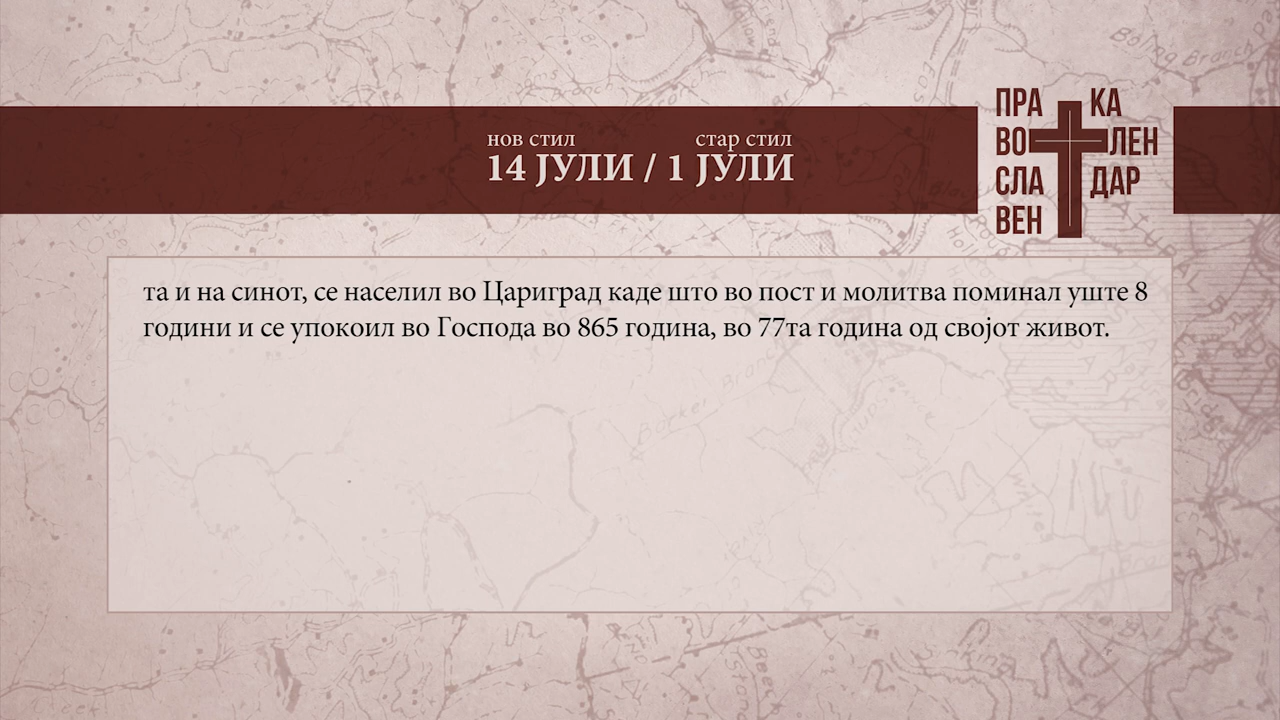 нов стил стар стил
14 ЈУЛИ / 1 ЈУЛИ
ПРА
ВО
СЛА
ВЕН
КА
ЛЕН
ДАР
та и на синот, се населил во Цариград каде што во пост и молитва поминал уште 8
години и се упокоил во Господа во 865 година, во 77та година од својот живот.